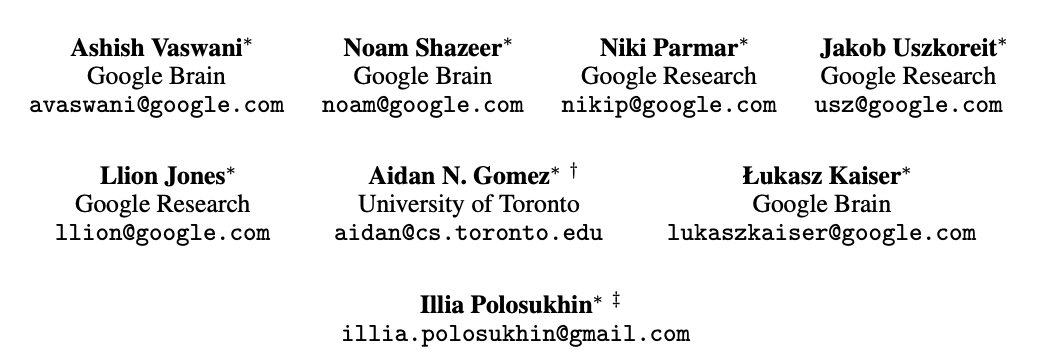 Ashish Vaswani* Noam Shazeer* Niki Parmar* Jakob Uszkoreit*
Google Brain Google Brain Google Research Google Research
avaswani@google.com noam@google.com nikip@google.com usz@google.com
Llion Jones* Aidan N. Gomez* † Łukasz Kaiser*
Google Research University of Toronto Google Brain
llion@google.com aidan@cs.toronto.edu lukaszkaiser@google.com
Illia Polosukhin* ‡
illia.polosukhin@gmail.com